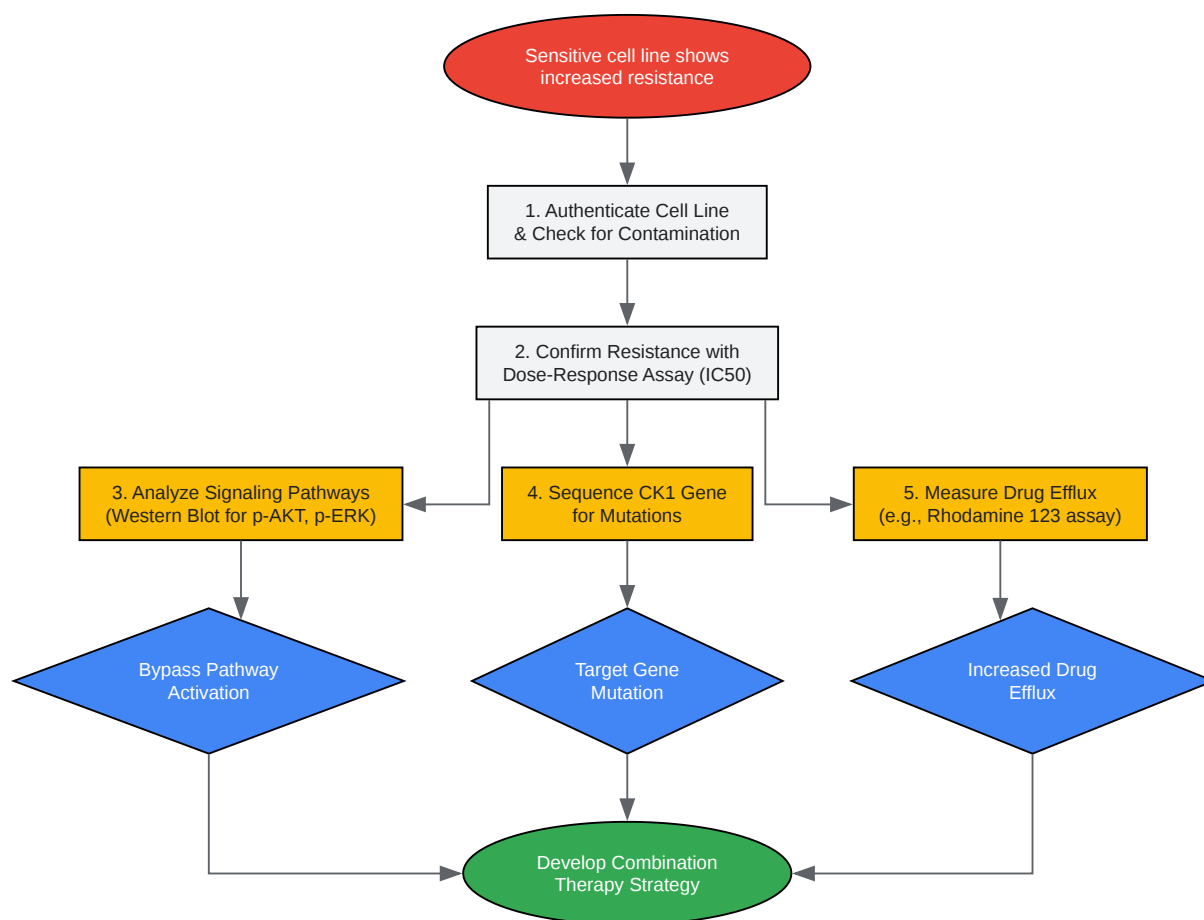 Sensitive cell line shows
increased resistance
1. Authenticate Cell Line
& Check for Contamination
2. Confirm Resistance with
Dose-Response Assay (IC50)
3. Analyze Signaling Pathways
(Western Blot for p-AKT, p-ERK)
4. Sequence CK1 Gene
for Mutations
5. Measure Drug Efflux
(e.g., Rhodamine 123 assay)
Bypass Pathway
Activation
Target Gene
Mutation
Increased Drug
Efflux
Develop Combination
Therapy Strategy